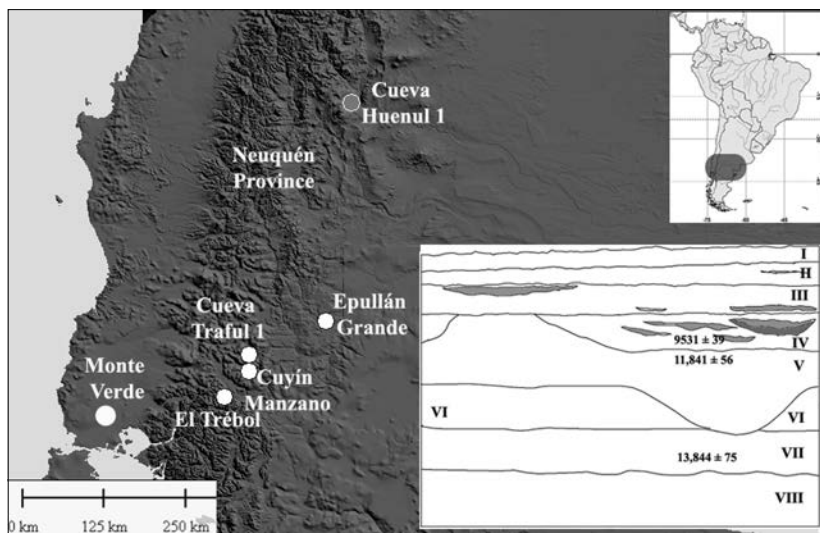 Cueva
Huenul 1
Neuquén
Province
Cueva
Traful 1
Epullán
Grande
Monte
Verde
Cuyín
Manzano
El Trébol
0 km 125 km 250 km
I
H
III
IV
9531 ± 39
11,841 ± 56
V
VI VI
VII
13,844 ± 75
VIII